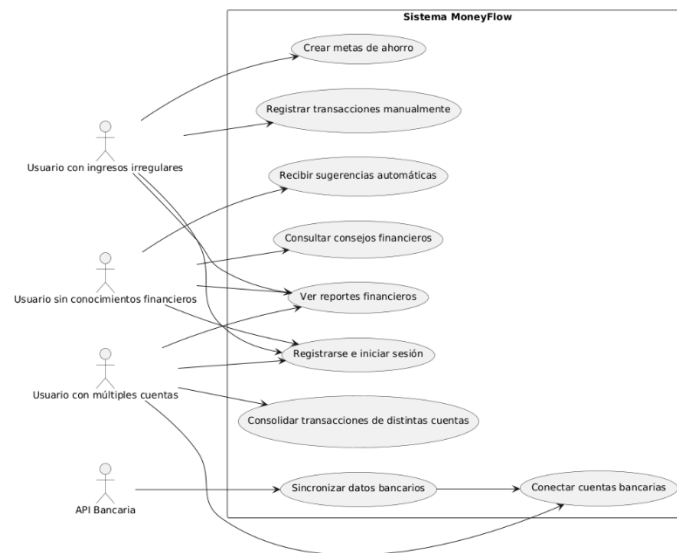 Sistema MoneyFlow
Crear metas de ahorro
Registrar transacciones manualmente
Usuario con ingresos irregulares
Recibir sugerencias automáticas
Consultar consejos financieros
Usuario sin conocimientos financieros
Ver reportes financieros
Registrarse e iniciar sesión
Usuario con múltiples cuentas
Consolidar transacciones de distintas cuentas
Sincronizar datos bancarios
Conectar cuentas bancarias
API Bancaria